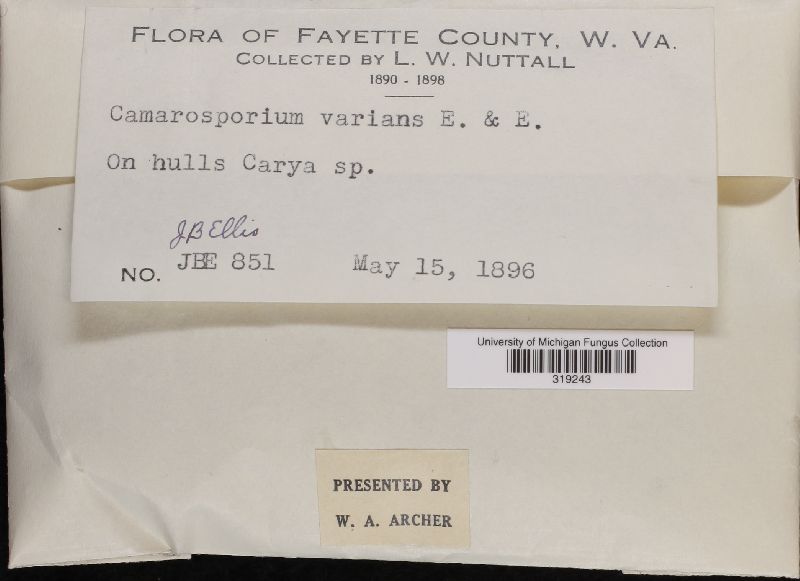 FLORA OF FAYETTE COUNTY, W. VA.
COLLECTED BY L. W. NUTTALL
1890 - 1898
Camarosporium varians E. & E.
On hulls Carya sp.
J B Ellis
NO. JBE 851 May 15, 1896
University of Michigan Fungus Collection
319243
PRESENTED BY
W. A. ARCHER